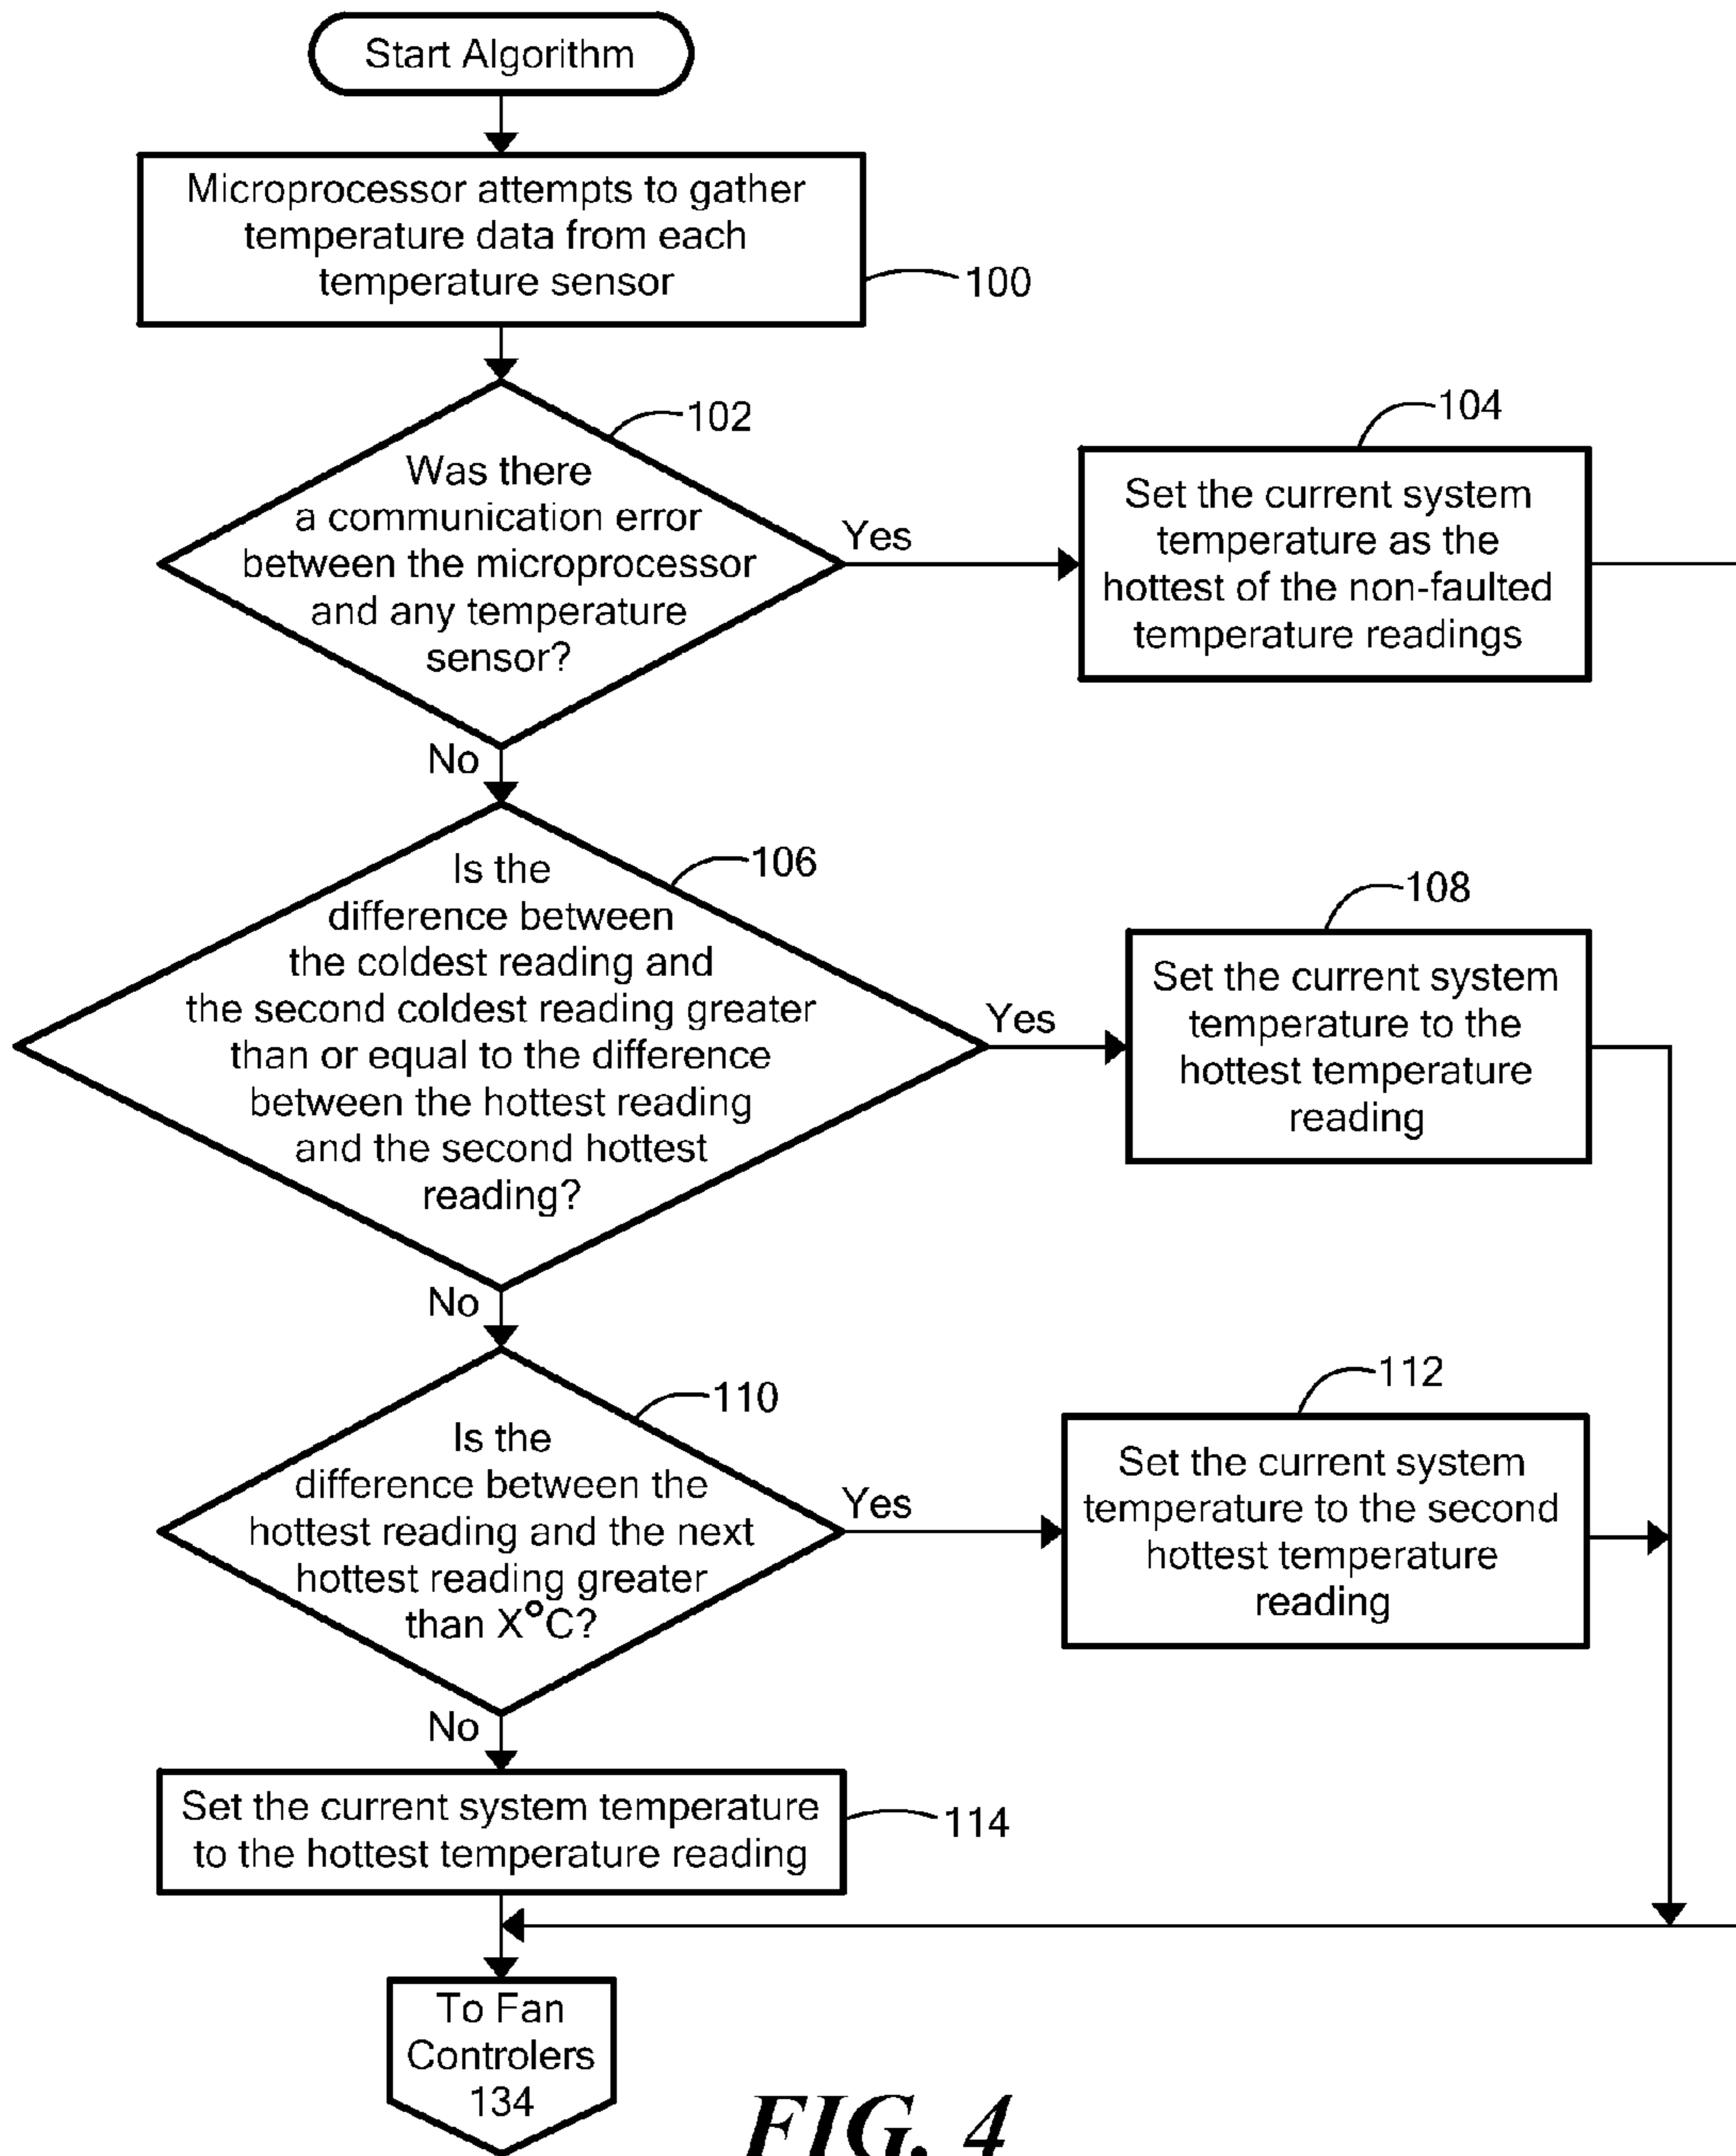 Start Algorithm
Microprocessor attempts to gather
temperature data from each
temperature sensor
100
102
Was there
a communication error
between the microprocessor
and any temperature
sensor?
Yes
104
Set the current system
temperature as the
hottest of the non-faulted
temperature readings
No
106
Is the
difference between
the coldest reading and
the second coldest reading greater
than or equal to the difference
between the hottest reading
and the second hottest
reading?
Yes
108
Set the current system
temperature to the
hottest temperature
reading
No
110
Is the
difference between the
hottest reading and the next
hottest reading greater
than X°C?
Yes
112
Set the current system
temperature to the second
hottest temperature
reading
No
Set the current system temperature
to the hottest temperature reading
114
To Fan
Controlers
134
FIG. 4